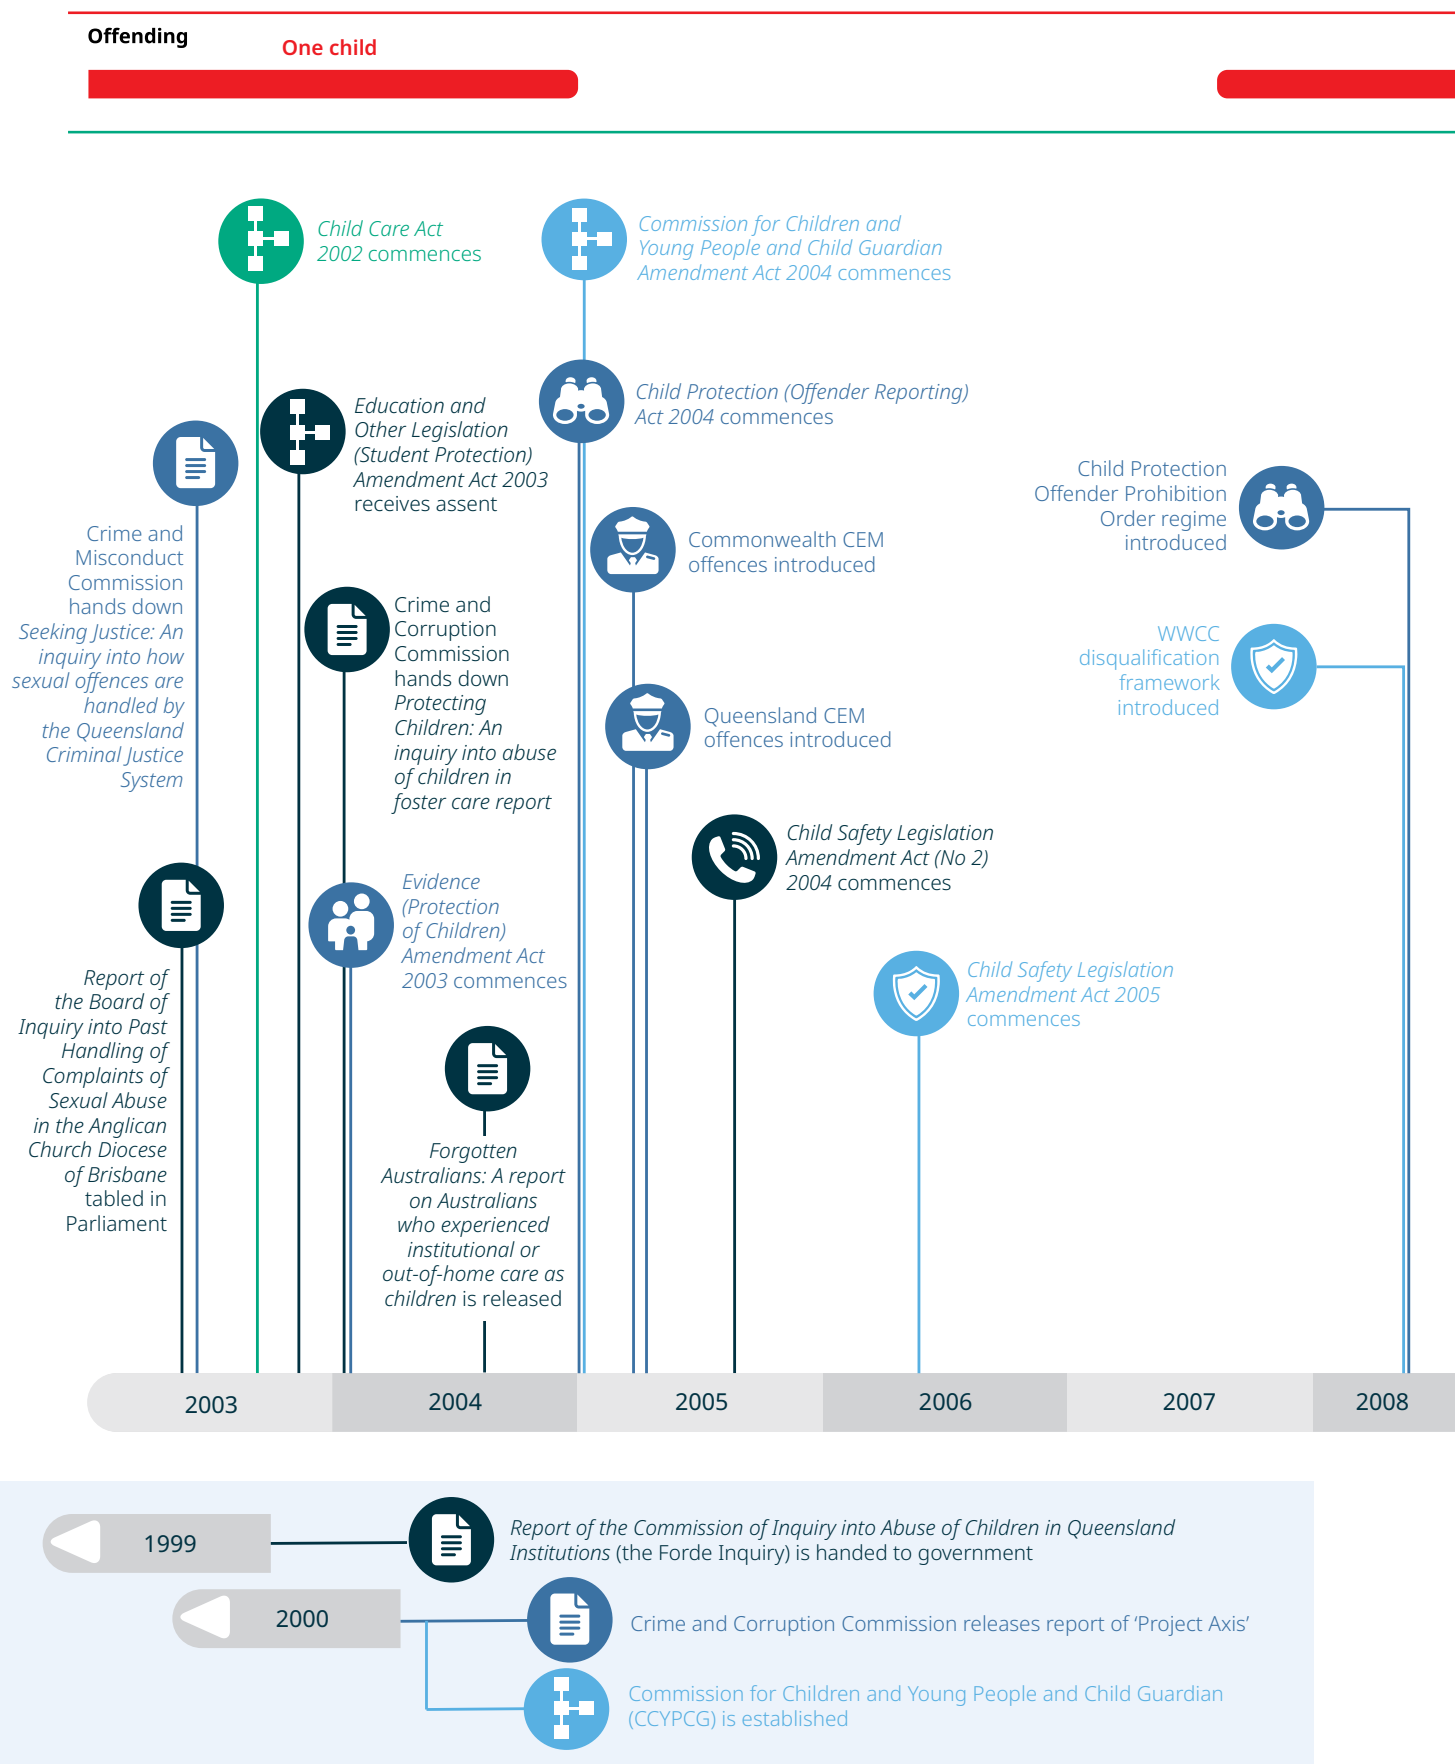 Offending
One child
Child Care Act
2002 commences
Commission for Children and
Young People and Child Guardian
Amendment Act 2004 commences
Education and
Other Legislation
(Student Protection)
Amendment Act 2003
receives assent
Child Protection (Offender Reporting)
Act 2004 commences
Child Protection
Offender Prohibition
Order regime
introduced
Crime and
Misconduct
Commission
hands down
Seeking Justice: An
inquiry into how
sexual offences are
handled by
the Queensland
Criminal Justice
System
Commonwealth CEM
offences introduced
Crime and
Corruption
Commission
hands down
Protecting
Children: An
inquiry into abuse
of children in
foster care report
WWCC
disqualification
framework
introduced
Queensland CEM
offences introduced
Child Safety Legislation
Amendment Act (No 2)
2004 commences
Evidence
(Protection
of Children)
Amendment Act
2003 commences
Report of
the Board of
Inquiry into Past
Handling of
Complaints of
Sexual Abuse
in the Anglican
Church Diocese
of Brisbane
tabled in
Parliament
Child Safety Legislation
Amendment Act 2005
commences
Forgotten
Australians: A report
on Australians
who experienced
institutional or
out-of-home care as
children is released
2003
2004
2005
2006
2007
2008
1999
Report of the Commission of Inquiry into Abuse of Children in Queensland
Institutions (the Forde Inquiry) is handed to government
2000
Crime and Corruption Commission releases report of ‘Project Axis’
Commission for Children and Young People and Child Guardian
(CCYPCG) is established